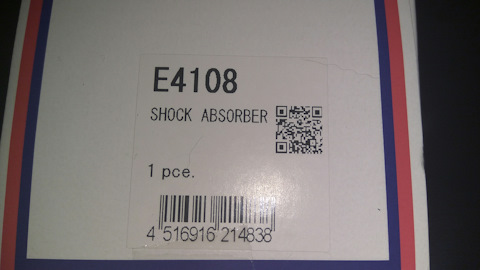 E4108
SHOCK ABSORBER
1 pce.
4 516916 214838